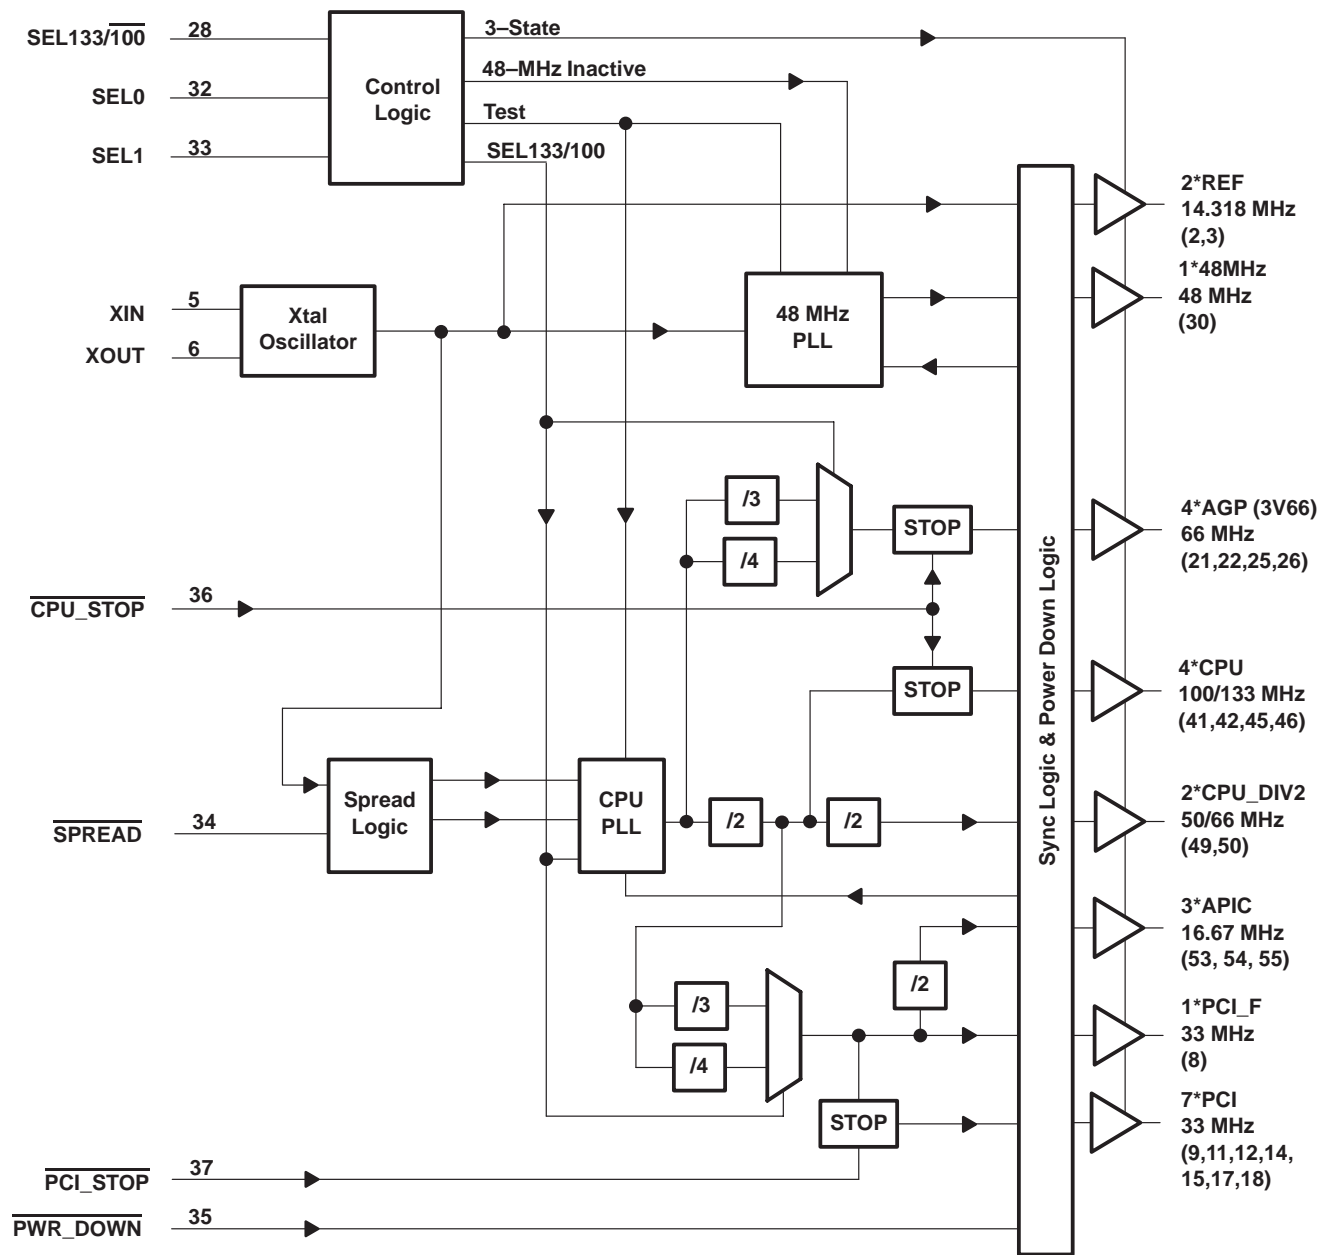 SEL133/100
28
SEL0
32
SEL1
33
Control
Logic
3–State
48–MHz Inactive
Test
SEL133/100
XIN
5
XOUT
6
Xtal
Oscillator
48 MHz
PLL
/3
/4
STOP
CPU_STOP
36
STOP
SPREAD
34
Spread
Logic
CPU
PLL
/2
/2
/3
/4
/2
STOP
PCI_STOP
37
PWR_DOWN
35
Sync Logic & Power Down Logic
2*REF
14.318 MHz
(2,3)
1*48MHz
48 MHz
(30)
4*AGP (3V66)
66 MHz
(21,22,25,26)
4*CPU
100/133 MHz
(41,42,45,46)
2*CPU_DIV2
50/66 MHz
(49,50)
3*APIC
16.67 MHz
(53, 54, 55)
1*PCI_F
33 MHz
(8)
7*PCI
33 MHz
(9,11,12,14,
15,17,18)